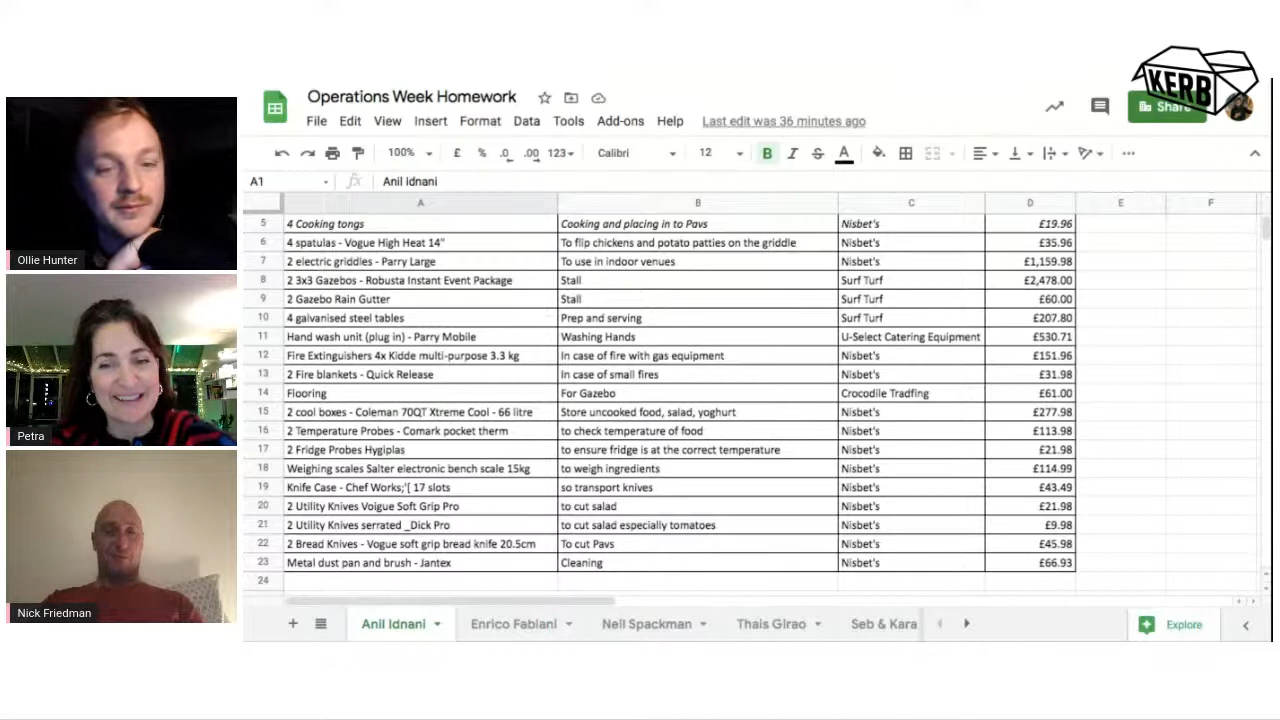 KERB
Operations Week Homework
Share
File Edit View Insert Format Data Tools Add-ons Help Last edit was 36 minutes ago
100% £ % .0 .00 123 Calibri 12 B I S A
A1 fx Anil Idnani
A B C D E F
5 4 Cooking tongs Cooking and placing in to Pavs Nisbet's £19.96
6 4 spatulas - Vogue High Heat 14" To flip chickens and potato patties on the griddle Nisbet's £35.96
7 2 electric griddles - Parry Large To use in indoor venues Nisbet's £1,159.98
8 2 3x3 Gazebos - Robusta Instant Event Package Stall Surf Turf £2,478.00
9 2 Gazebo Rain Gutter Stall Surf Turf £60.00
10 4 galvanised steel tables Prep and serving Surf Turf £207.80
11 Hand wash unit (plug in) - Parry Mobile Washing Hands U-Select Catering Equipment £530.71
12 Fire Extinguishers 4x Kidde multi-purpose 3.3 kg In case of fire with gas equipment Nisbet's £151.96
13 2 Fire blankets - Quick Release In case of small fires Nisbet's £31.98
14 Flooring For Gazebo Crocodile Tradfing £61.00
15 2 cool boxes - Coleman 70QT Xtreme Cool - 66 litre Store uncooked food, salad, yoghurt Nisbet's £277.98
16 2 Temperature Probes - Comark pocket therm to check temperature of food Nisbet's £113.98
17 2 Fridge Probes Hygiplas to ensure fridge is at the correct temperature Nisbet's £21.98
18 Weighing scales Salter electronic bench scale 15kg to weigh ingredients Nisbet's £114.99
19 Knife Case - Chef Works;'[ 17 slots so transport knives Nisbet's £43.49
20 2 Utility Knives Voigue Soft Grip Pro to cut salad Nisbet's £21.98
21 2 Utility Knives serrated _Dick Pro to cut salad especially tomatoes Nisbet's £9.98
22 2 Bread Knives - Vogue soft grip bread knife 20.5cm To cut Pavs Nisbet's £45.98
23 Metal dust pan and brush - Jantex Cleaning Nisbet's £66.93
24
Anil Idnani Enrico Fabiani Neil Spackman Thais Girao Seb & Kara Explore
Ollie Hunter
Petra
Nick Friedman